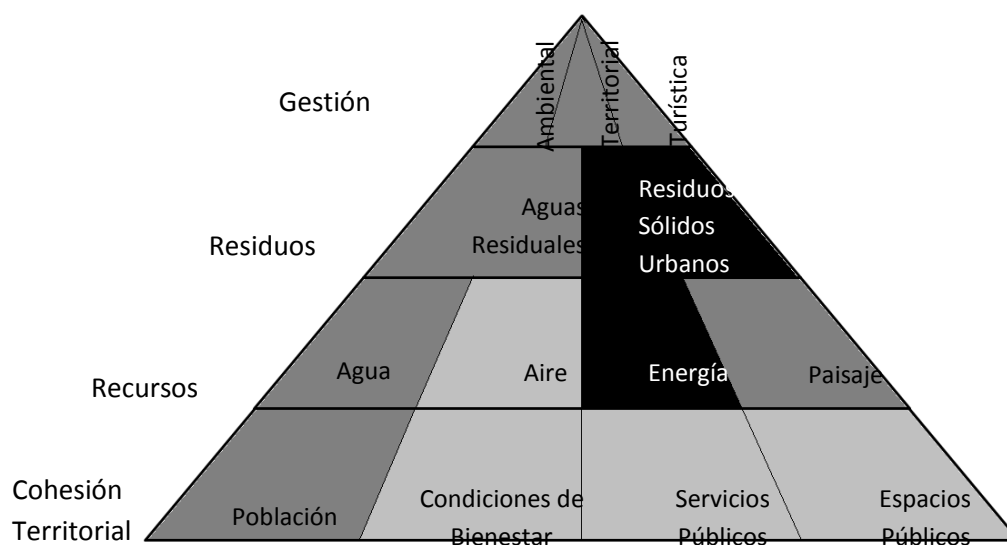 Gestión
Ambiental
Territorial
Turística
Residuos
Aguas
Residuales
Residuos
Sólidos
Urbanos
Recursos
Agua
Aire
Energía
Paisaje
Cohesión
Territorial
Población
Condiciones de
Bienestar
Servicios
Públicos
Espacios
Públicos